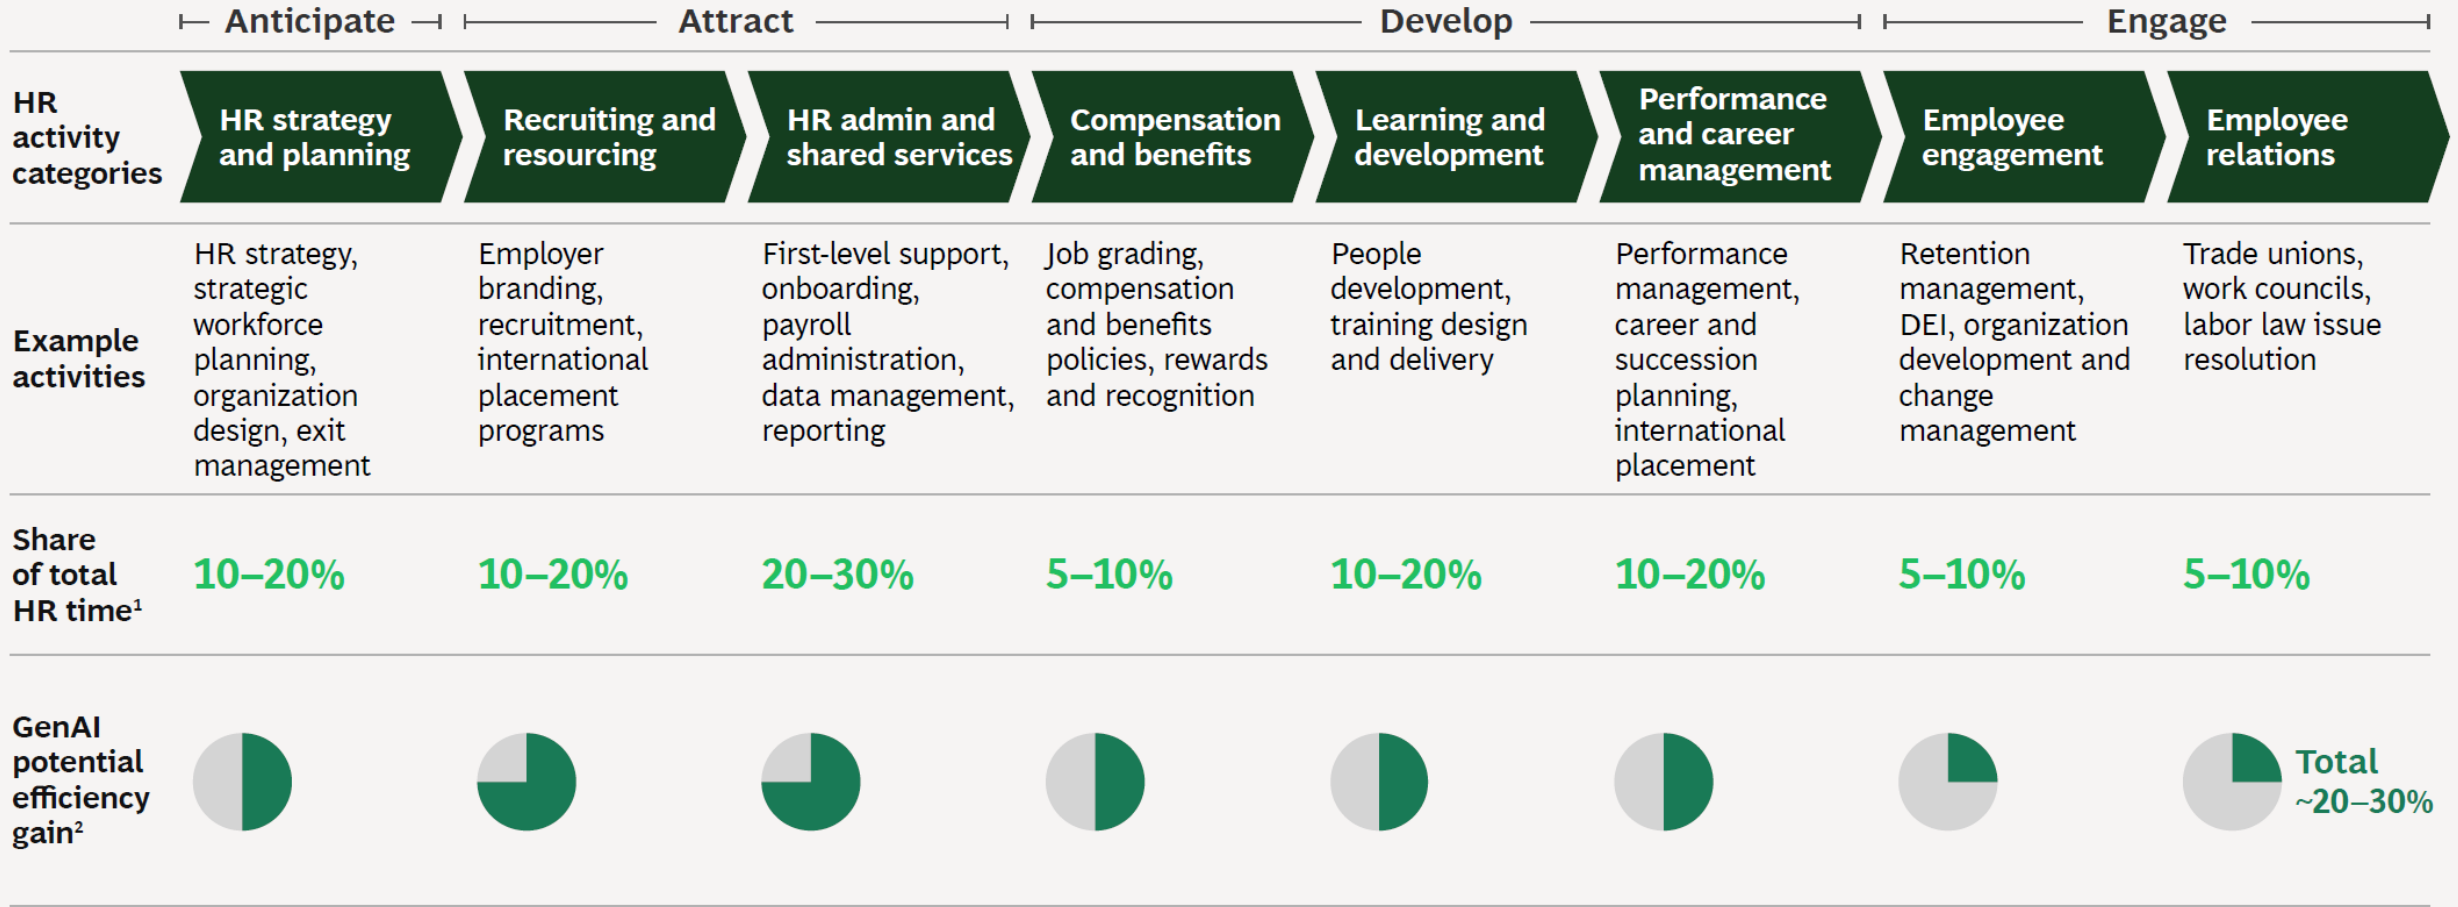 Anticipate
Attract
Develop
Engage
HR
activity
categories
HR strategy
and planning
Recruiting and
resourcing
HR admin and
shared services
Compensation
and benefits
Learning and
development
Performance
and career
management
Employee
engagement
Employee
relations
Example
activities
HR strategy,
strategic
workforce
planning,
organization
design, exit
management
Employer
branding,
recruitment,
international
placement
programs
First-level support,
onboarding,
payroll
administration,
data management,
reporting
Job grading,
compensation
and benefits
policies, rewards
and recognition
People
development,
training design
and delivery
Performance
management,
career and
succession
planning,
international
placement
Retention
management,
DEI, organization
development and
change
management
Trade unions,
work councils,
labor law issue
resolution
Share
of total
HR time¹
10–20%
10–20%
20–30%
5–10%
10–20%
10–20%
5–10%
5–10%
GenAI
potential
efficiency
gain²
Total
~20–30%